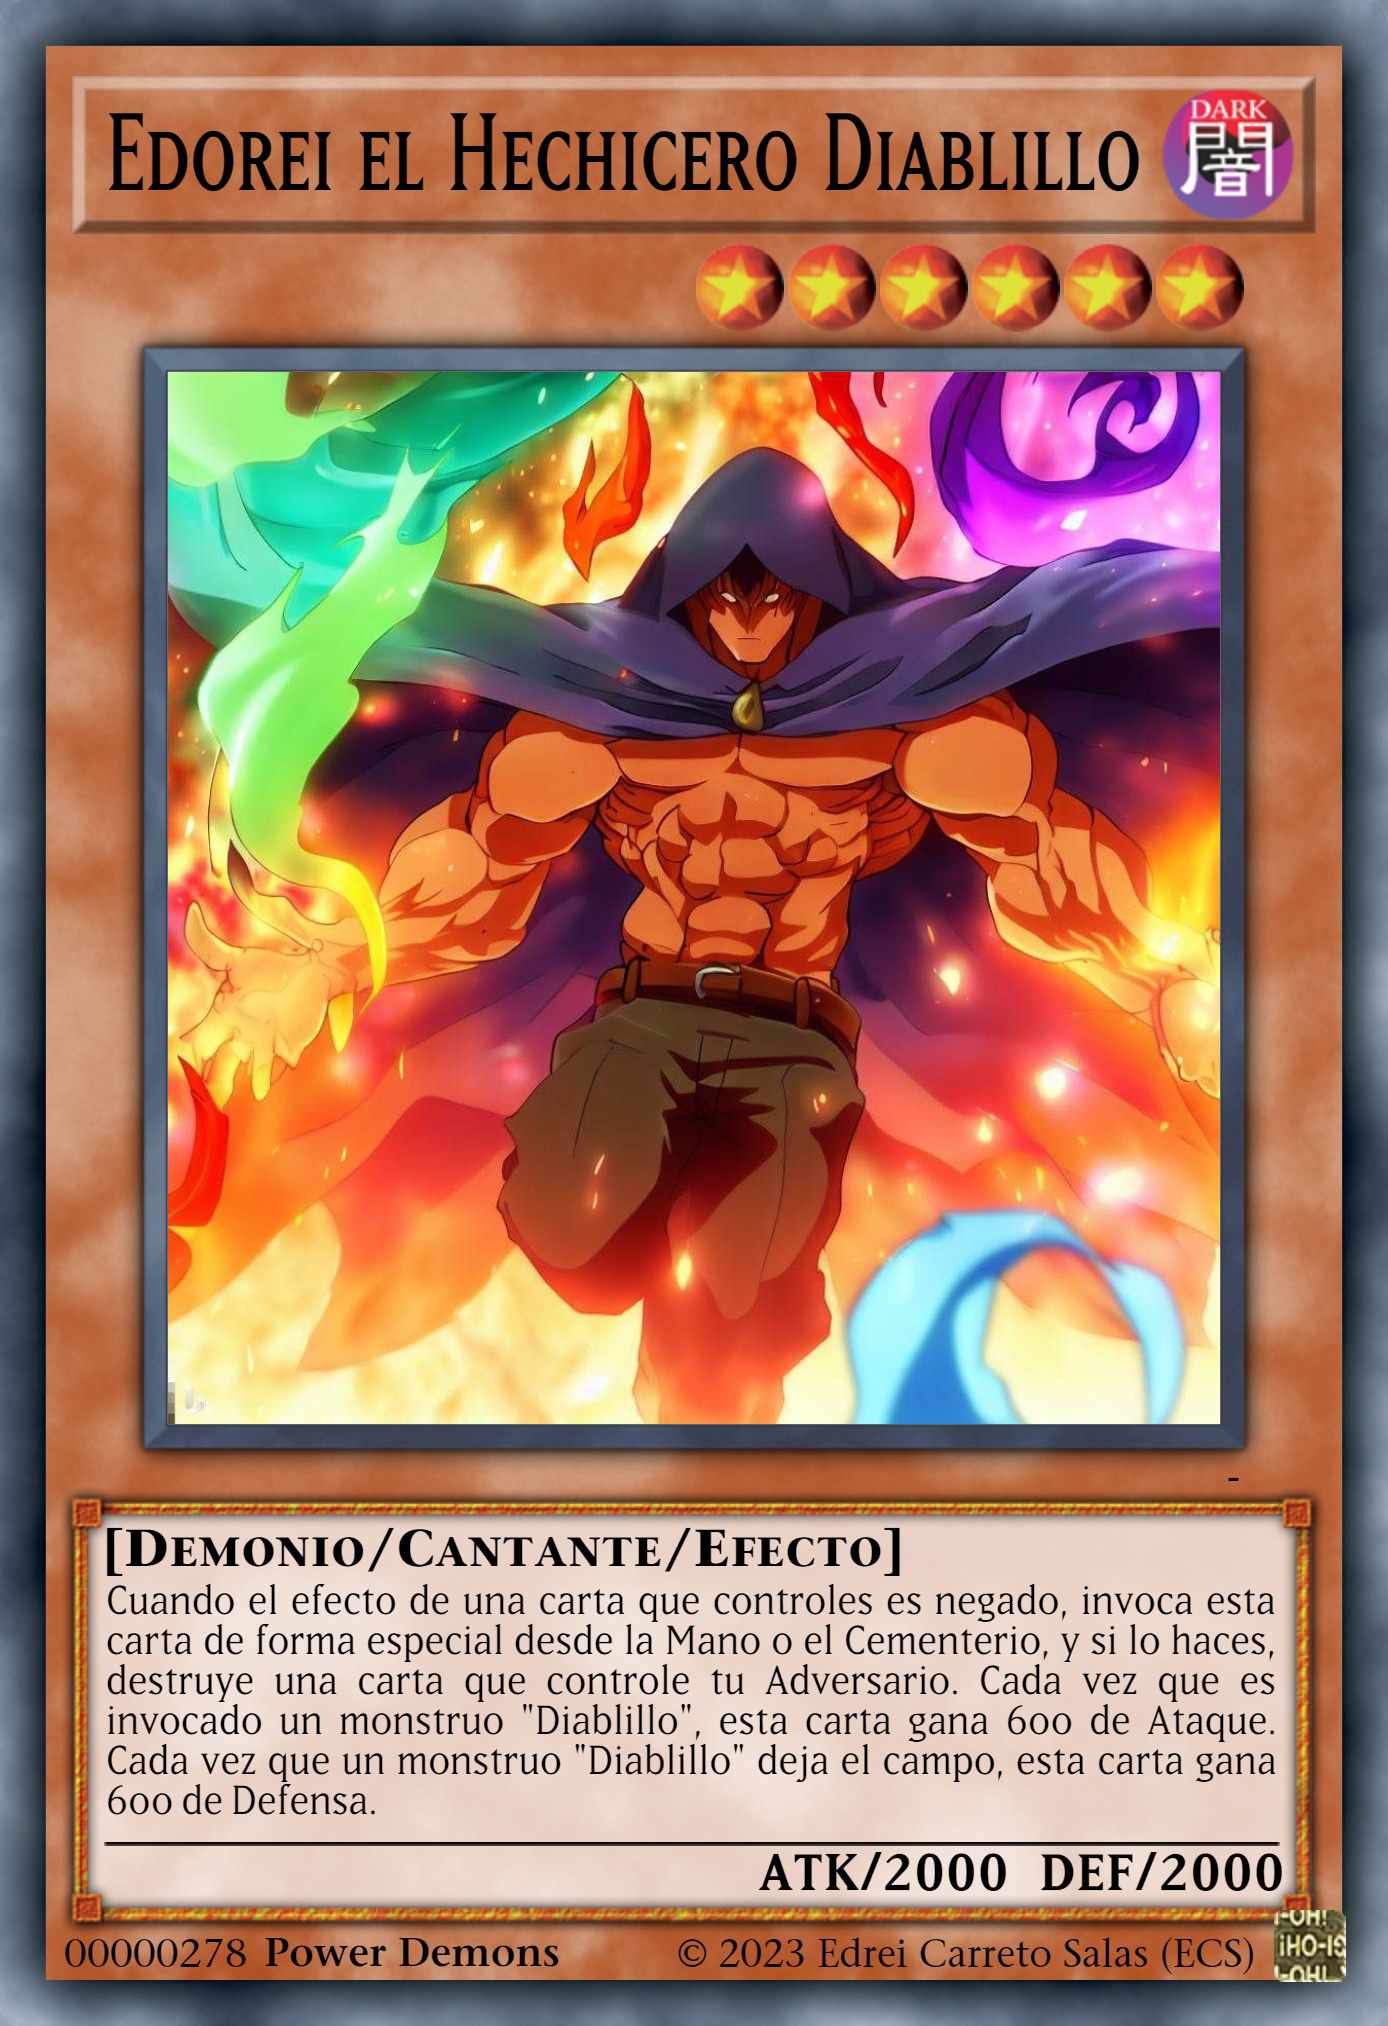 Edorei el Hechicero Diablillo
DARK
闇
-
[Demonio/Cantante/Efecto]
Cuando el efecto de una carta que controles es negado, invoca esta
carta de forma especial desde la Mano o el Cementerio, y si lo haces,
destruye una carta que controle tu Adversario. Cada vez que es
invocado un monstruo "Diablillo", esta carta gana 600 de Ataque.
Cada vez que un monstruo "Diablillo" deja el campo, esta carta gana
600 de Defensa.
ATK/2000 DEF/2000
00000278 Power Demons © 2023 Edrei Carreto Salas (ECS)